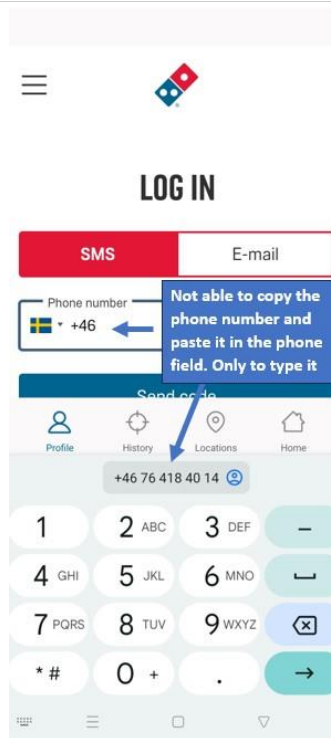 LOG IN
SMS E-mail
Phone number
+46
Not able to copy the
phone number and
paste it in the phone
field. Only to type it
Send code
Profile History Locations Home
+46 76 418 40 14
1 2 ABC 3 DEF –
4 GHI 5 JKL 6 MNO
7 PQRS 8 TUV 9 WXYZ
* # 0 + .